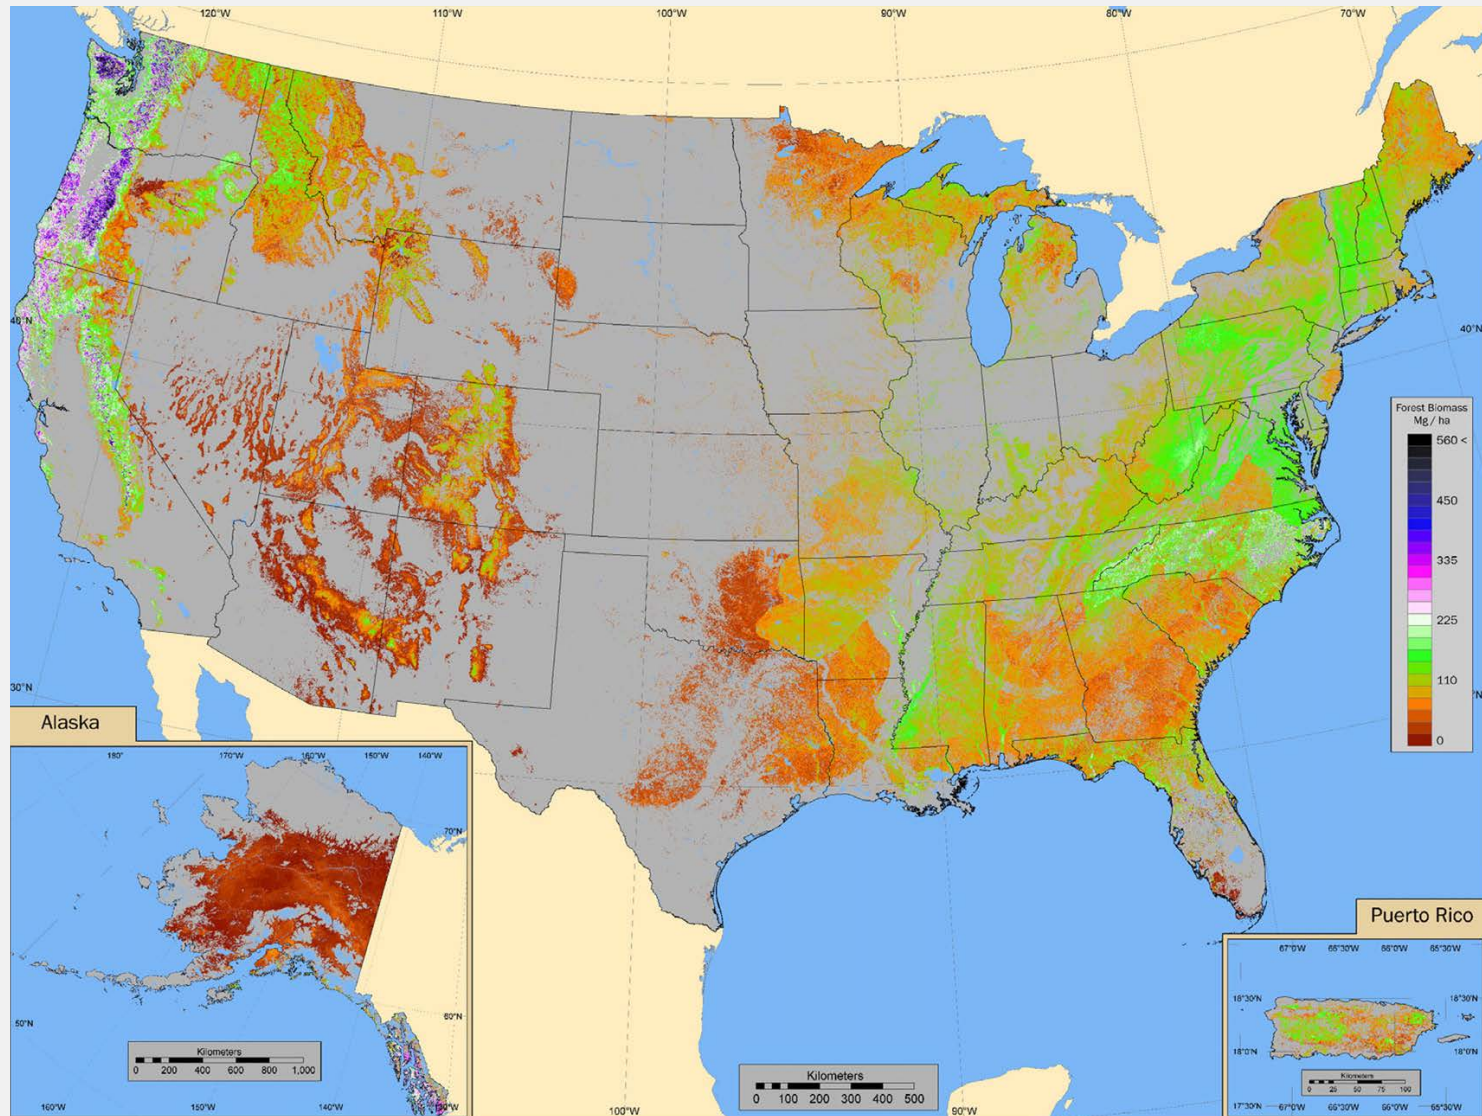 120°W
110°W
100°W
90°W
80°W
70°W
40°N
40°N
30°N
Forest Biomass
Mg / ha
560 <
450
335
225
110
0
Alaska
180°
170°W
160°W
150°W
140°W
70°N
60°N
50°N
Kilometers
0 200 400 600 800 1,000
160°W
150°W
140°W
130°W
Kilometers
0 100 200 300 400 500
100°W
90°W
Puerto Rico
67°0'W
66°30'W
66°0'W
65°30'W
18°30'N
18°30'N
18°0'N
18°0'N
Kilometers
0 25 50 75 100
17°30'N
67°0'W
66°30'W
66°0'W
65°30'W